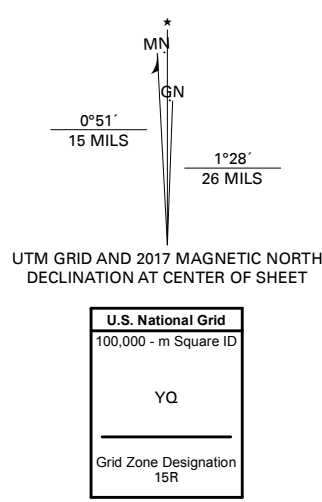 ★
MN
GN
0°51´
15 MILS
1°28´
26 MILS
UTM GRID AND 2017 MAGNETIC NORTH
DECLINATION AT CENTER OF SHEET
U.S. National Grid
100,000 - m Square ID
YQ
Grid Zone Designation
15R